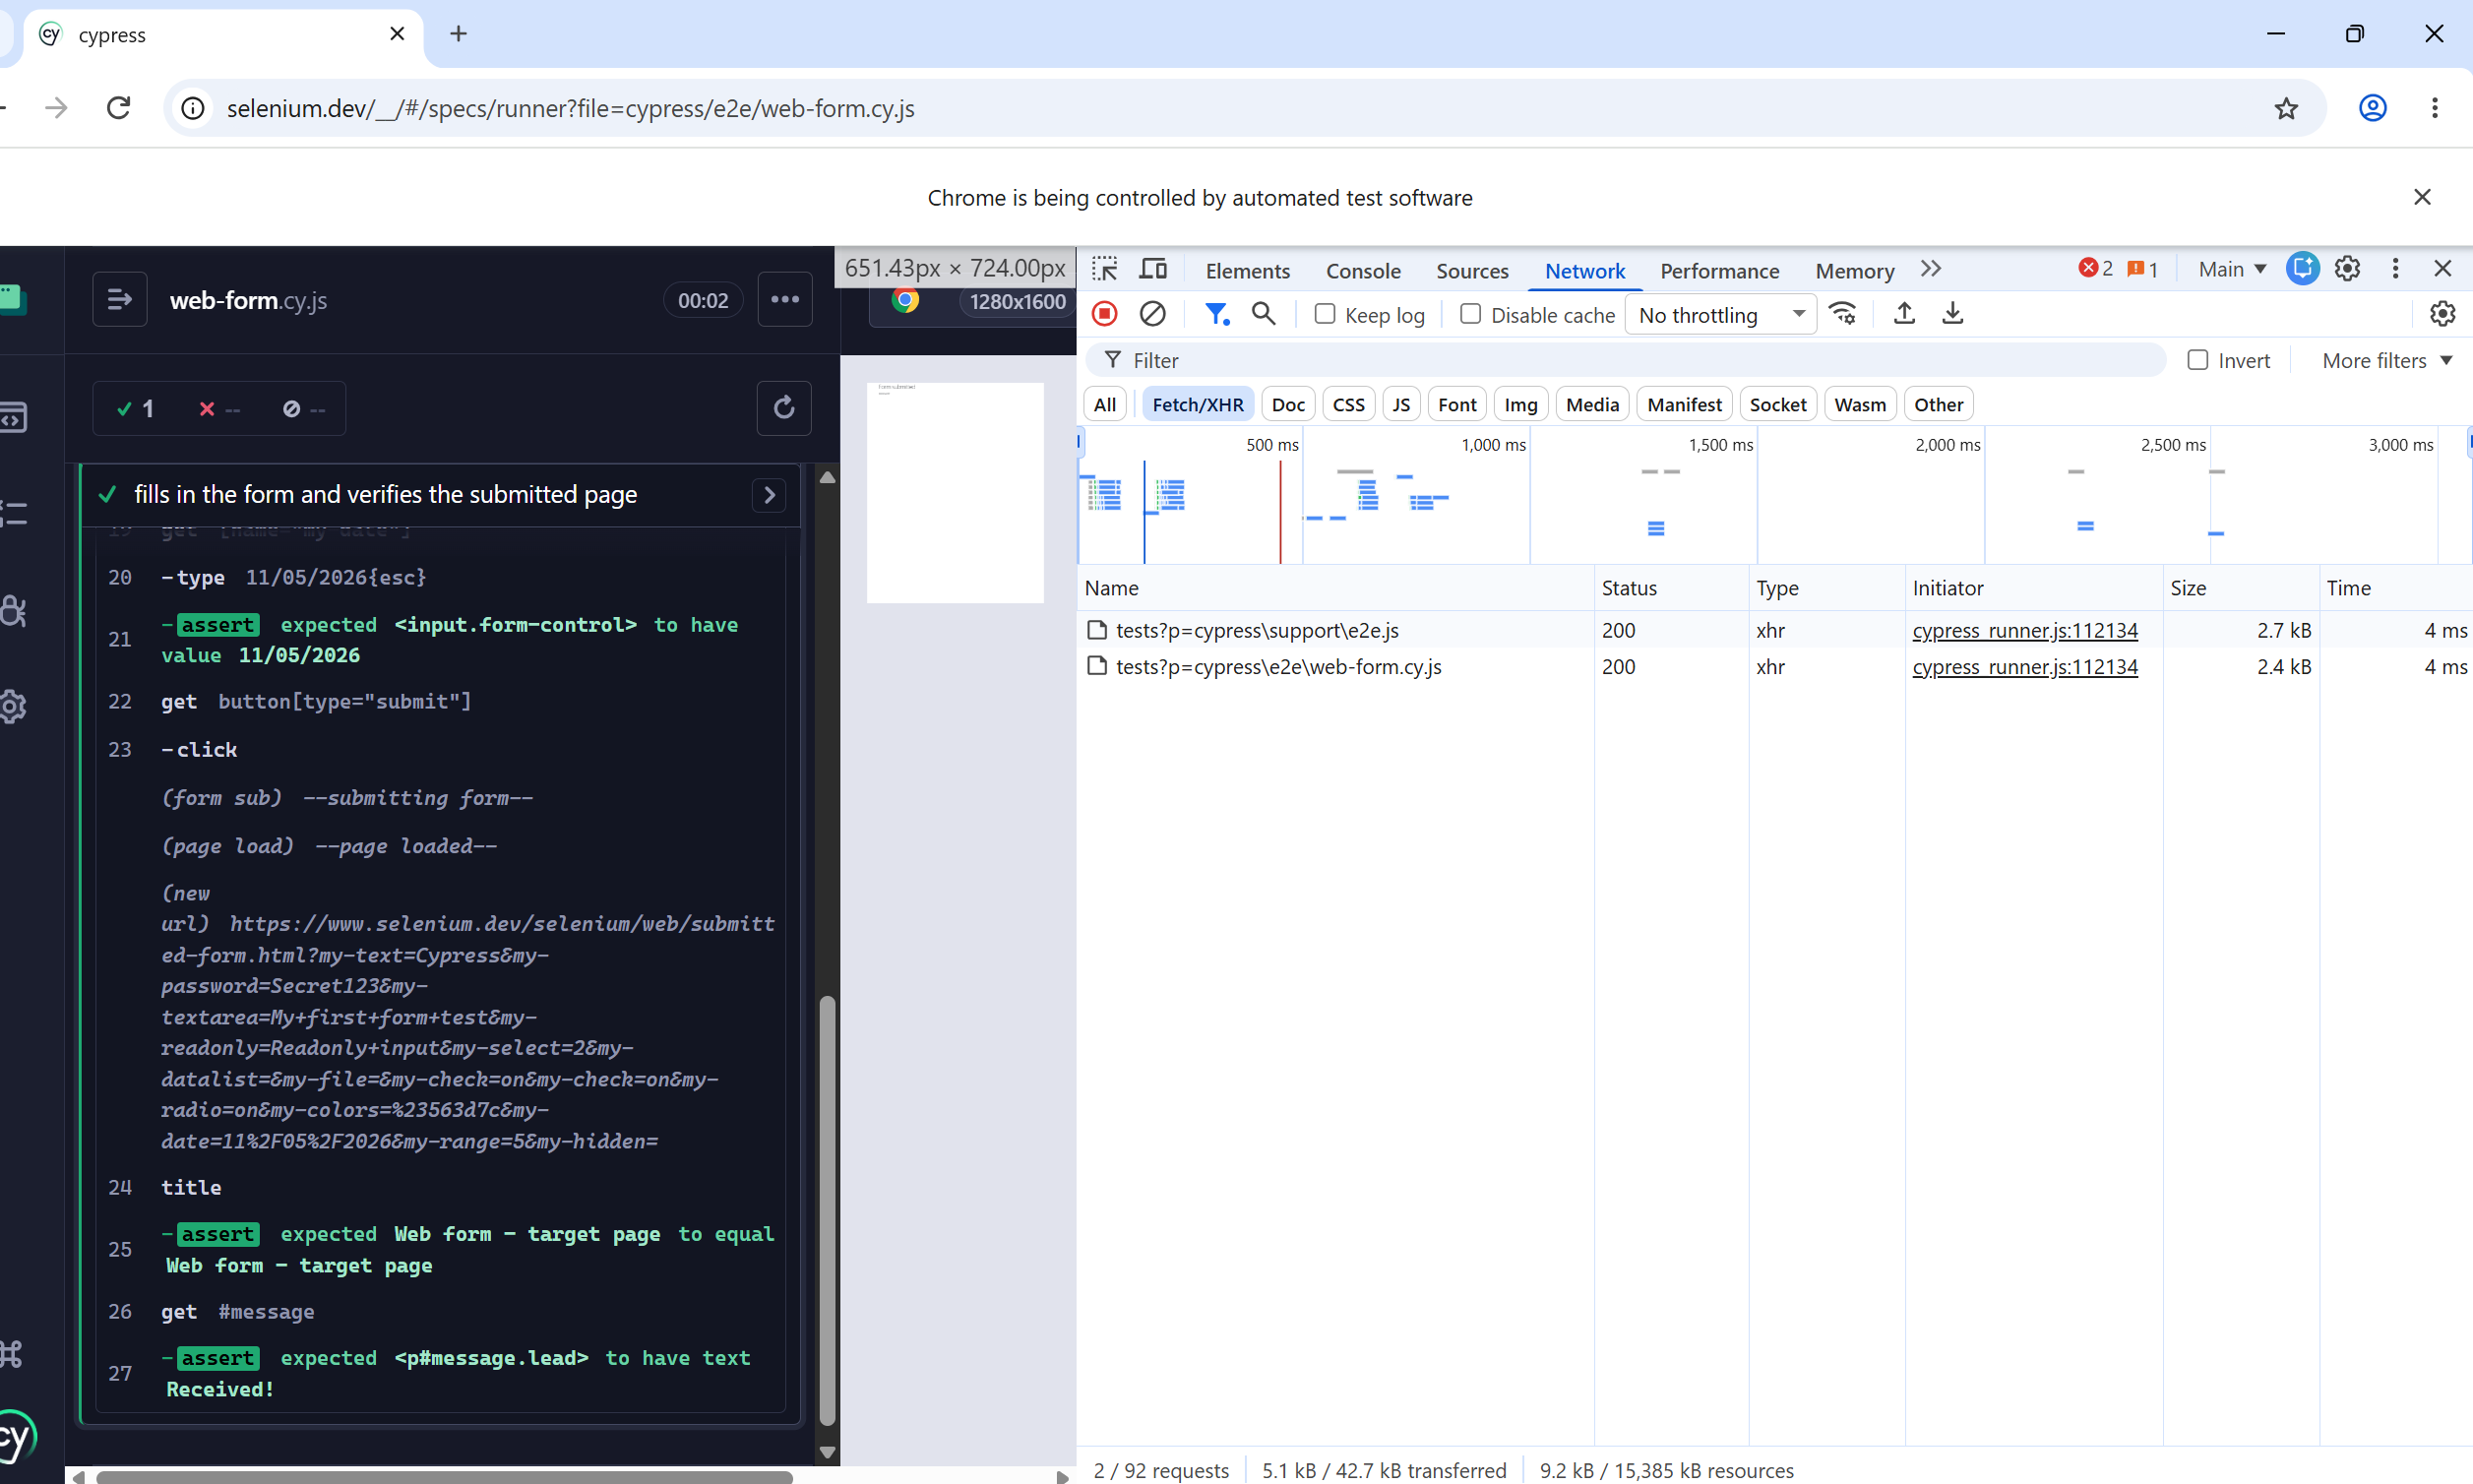 cypress
selenium.dev/__/#/specs/runner?file=cypress/e2e/web-form.cy.js
Chrome is being controlled by automated test software
web-form.cy.js
00:02
1
--
--
fills in the form and verifies the submitted page
20 -type 11/05/2026{esc}
21 -assert expected <input.form-control> to have
value 11/05/2026
22 get button[type="submit"]
23 -click
(form sub) --submitting form--
(page load) --page loaded--
(new
url) https://www.selenium.dev/selenium/web/submitt
ed-form.html?my-text=Cypress&my-
password=Secret123&my-
textarea=My+first+form+test&my-
readonly=Readonly+input&my-select=2&my-
datalist=&my-file=&my-check=on&my-check=on&my-
radio=on&my-colors=%23563d7c&my-
date=11%2F05%2F2026&my-range=5&my-hidden=
24 title
25 -assert expected Web form - target page to equal
Web form - target page
26 get #message
27 -assert expected <p#message.lead> to have text
Received!
cy
651.43px × 724.00px
1280x1600
Form submitted
Elements Console Sources Network Performance Memory 2 1 Main
Keep log Disable cache No throttling
Filter Invert More filters
All Fetch/XHR Doc CSS JS Font Img Media Manifest Socket Wasm Other
500 ms 1,000 ms 1,500 ms 2,000 ms 2,500 ms 3,000 ms
Name Status Type Initiator Size Time
tests?p=cypress\support\e2e.js 200 xhr cypress_runner.js:112134 2.7 kB 4 ms
tests?p=cypress\e2e\web-form.cy.js 200 xhr cypress_runner.js:112134 2.4 kB 4 ms
2 / 92 requests 5.1 kB / 42.7 kB transferred 9.2 kB / 15,385 kB resources